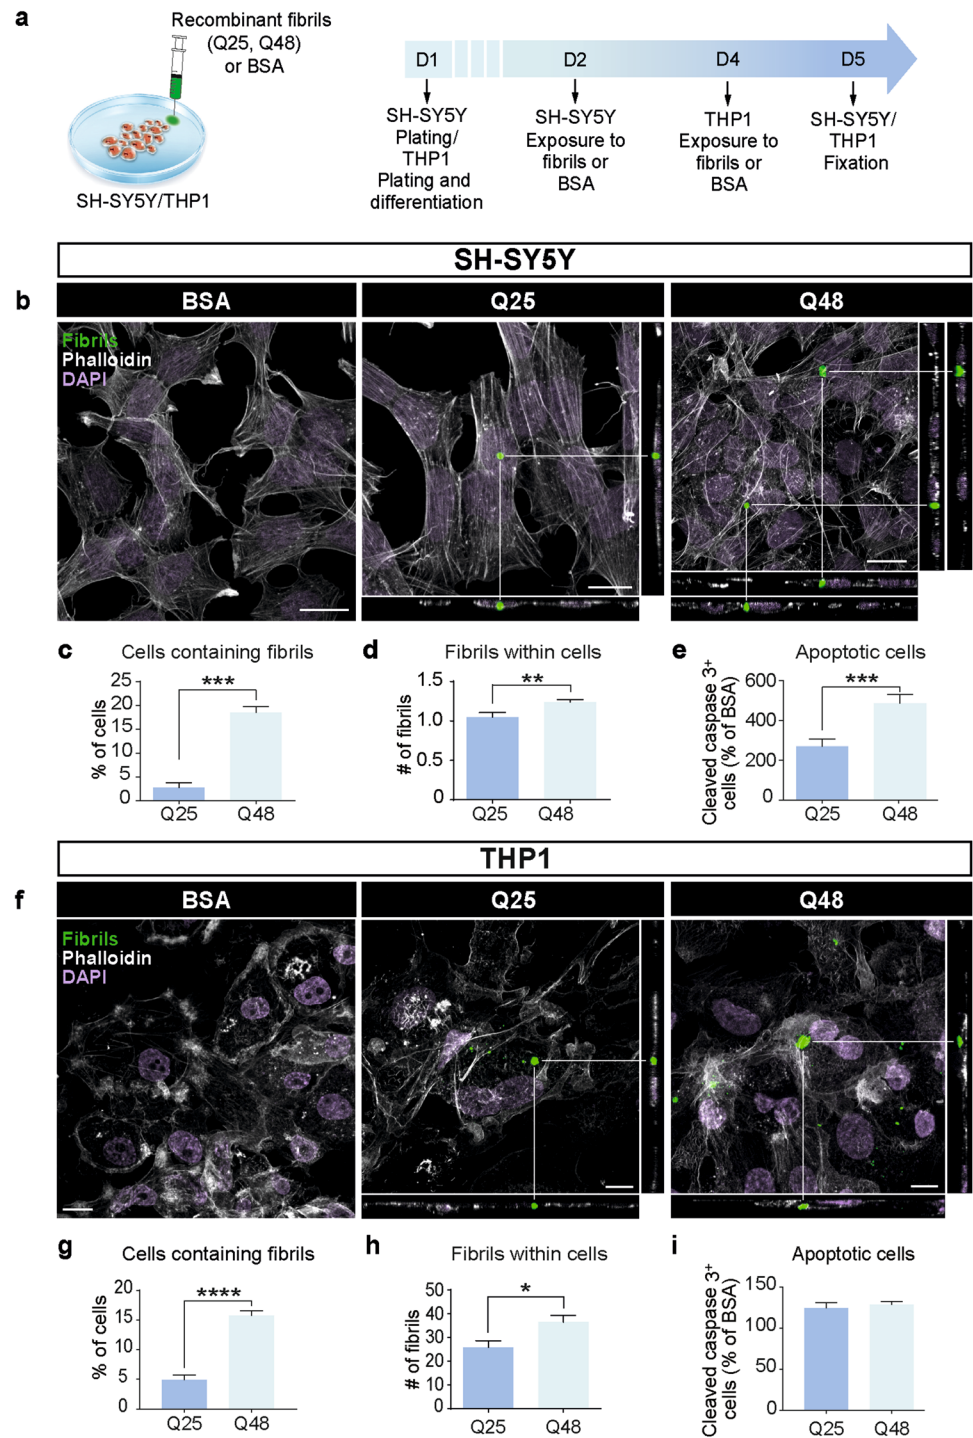 a
Recombinant fibrils
(Q25, Q48)
or BSA
SH-SY5Y/THP1
D1
D2
D4
D5
SH-SY5Y
Plating/
THP1
Plating and
differentiation
SH-SY5Y
Exposure to
fibrils or
BSA
THP1
Exposure to
fibrils or
BSA
SH-SY5Y/
THP1
Fixation
SH-SY5Y
b
BSA
Q25
Q48
Fibrils
Phalloidin
DAPI
c
Cells containing fibrils
% of cells
25
20
15
10
5
0
***
Q25
Q48
d
Fibrils within cells
# of fibrils
1.5
1.0
0.5
0
**
Q25
Q48
e
Apoptotic cells
Cleaved caspase 3+
cells (% of BSA)
600
400
200
0
***
Q25
Q48
THP1
f
BSA
Q25
Q48
Fibrils
Phalloidin
DAPI
g
Cells containing fibrils
% of cells
20
15
10
5
0
****
Q25
Q48
h
Fibrils within cells
# of fibrils
50
40
30
20
10
0
*
Q25
Q48
i
Apoptotic cells
Cleaved caspase 3+
cells (% of BSA)
150
100
50
0
Q25
Q48